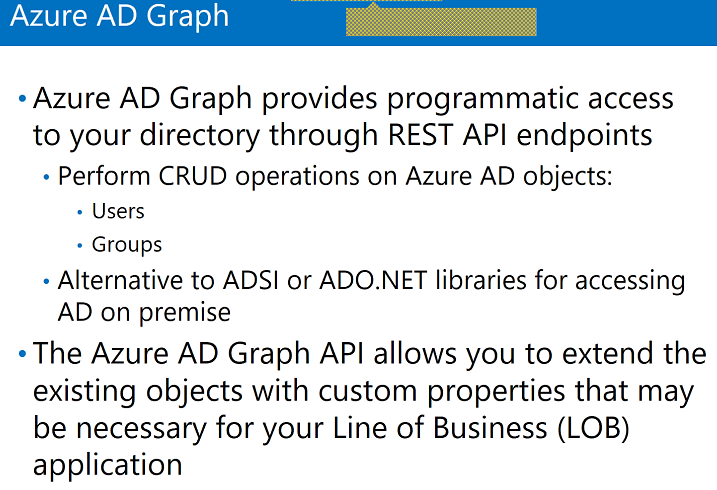 Azure AD Graph
• Azure AD Graph provides programmatic access
to your directory through REST API endpoints
• Perform CRUD operations on Azure AD objects:
• Users
• Groups
• Alternative to ADSI or ADO.NET libraries for accessing
AD on premise
• The Azure AD Graph API allows you to extend the
existing objects with custom properties that may
be necessary for your Line of Business (LOB)
application